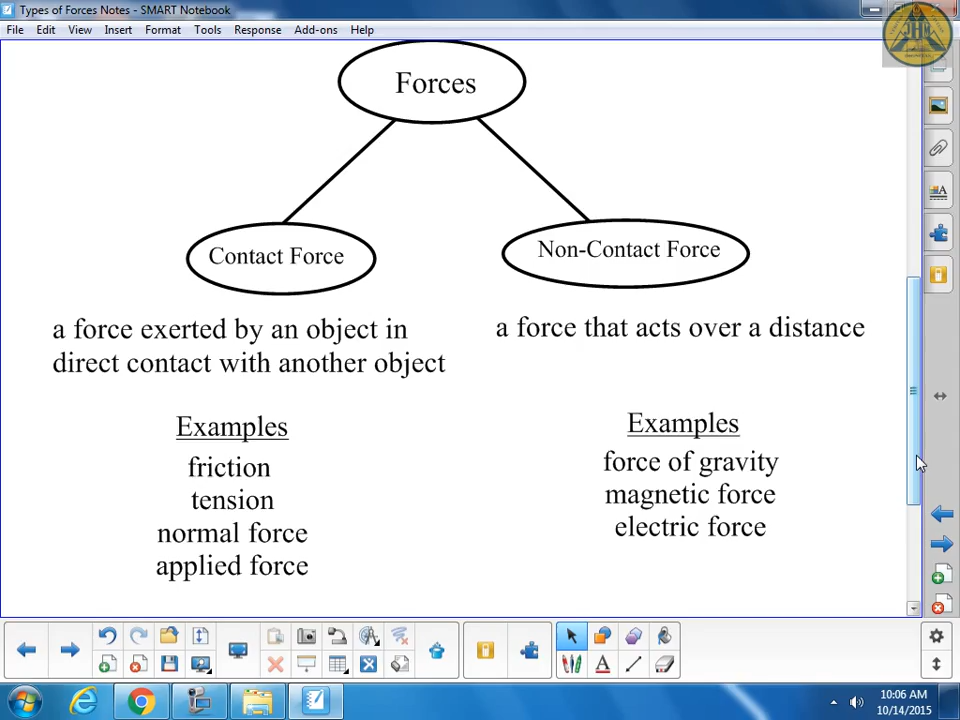 Types of Forces Notes - SMART Notebook
File Edit View Insert Format Tools Response Add-ons Help
Forces
Contact Force
Non-Contact Force
a force exerted by an object in
direct contact with another object
a force that acts over a distance
Examples
friction
tension
normal force
applied force
Examples
force of gravity
magnetic force
electric force
10:06 AM
10/14/2015